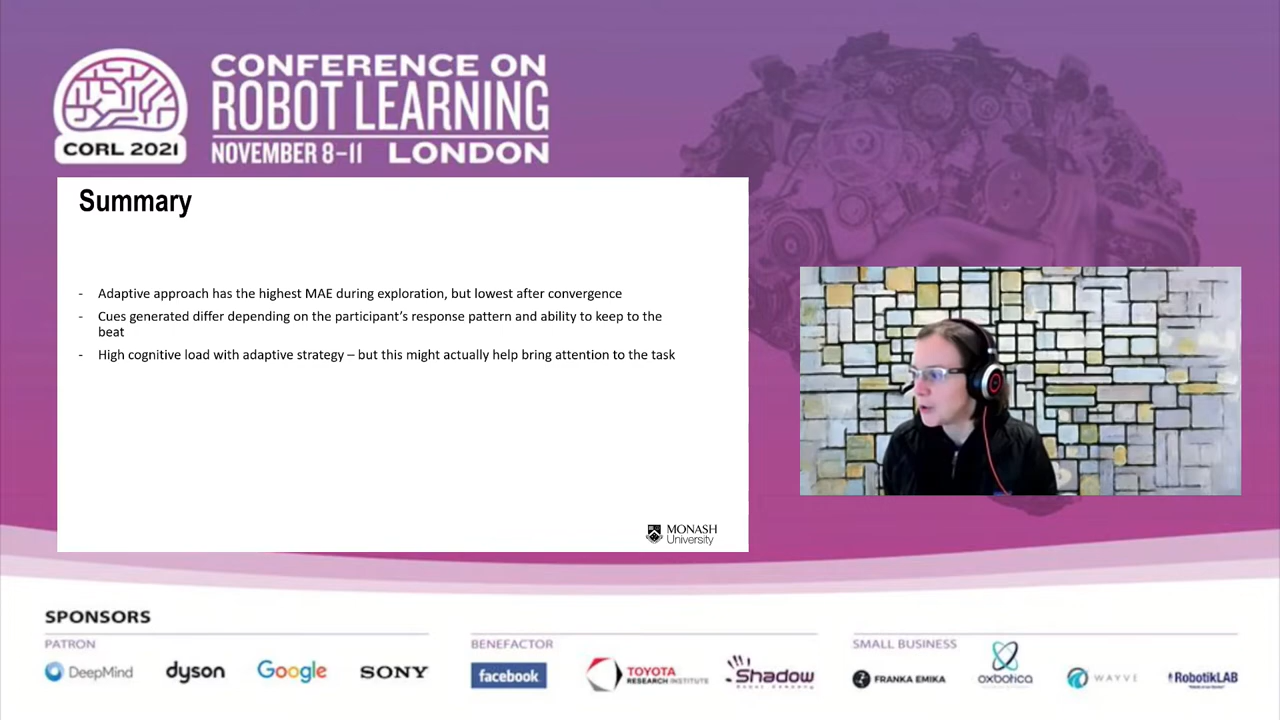 CONFERENCE ON
ROBOT LEARNING
CORL 2021
NOVEMBER 8-11 LONDON
Summary
- Adaptive approach has the highest MAE during exploration, but lowest after convergence
- Cues generated differ depending on the participant's response pattern and ability to keep to the
beat
- High cognitive load with adaptive strategy – but this might actually help bring attention to the task
MONASH
University
SPONSORS
PATRON
DeepMind
dyson
Google
SONY
BENEFACTOR
facebook
TOYOTA
RESEARCH INSTITUTE
Shadow
Robot Company
SMALL BUSINESS
FRANKA EMIKA
oxbotica
WAYVE
RobotikLAB